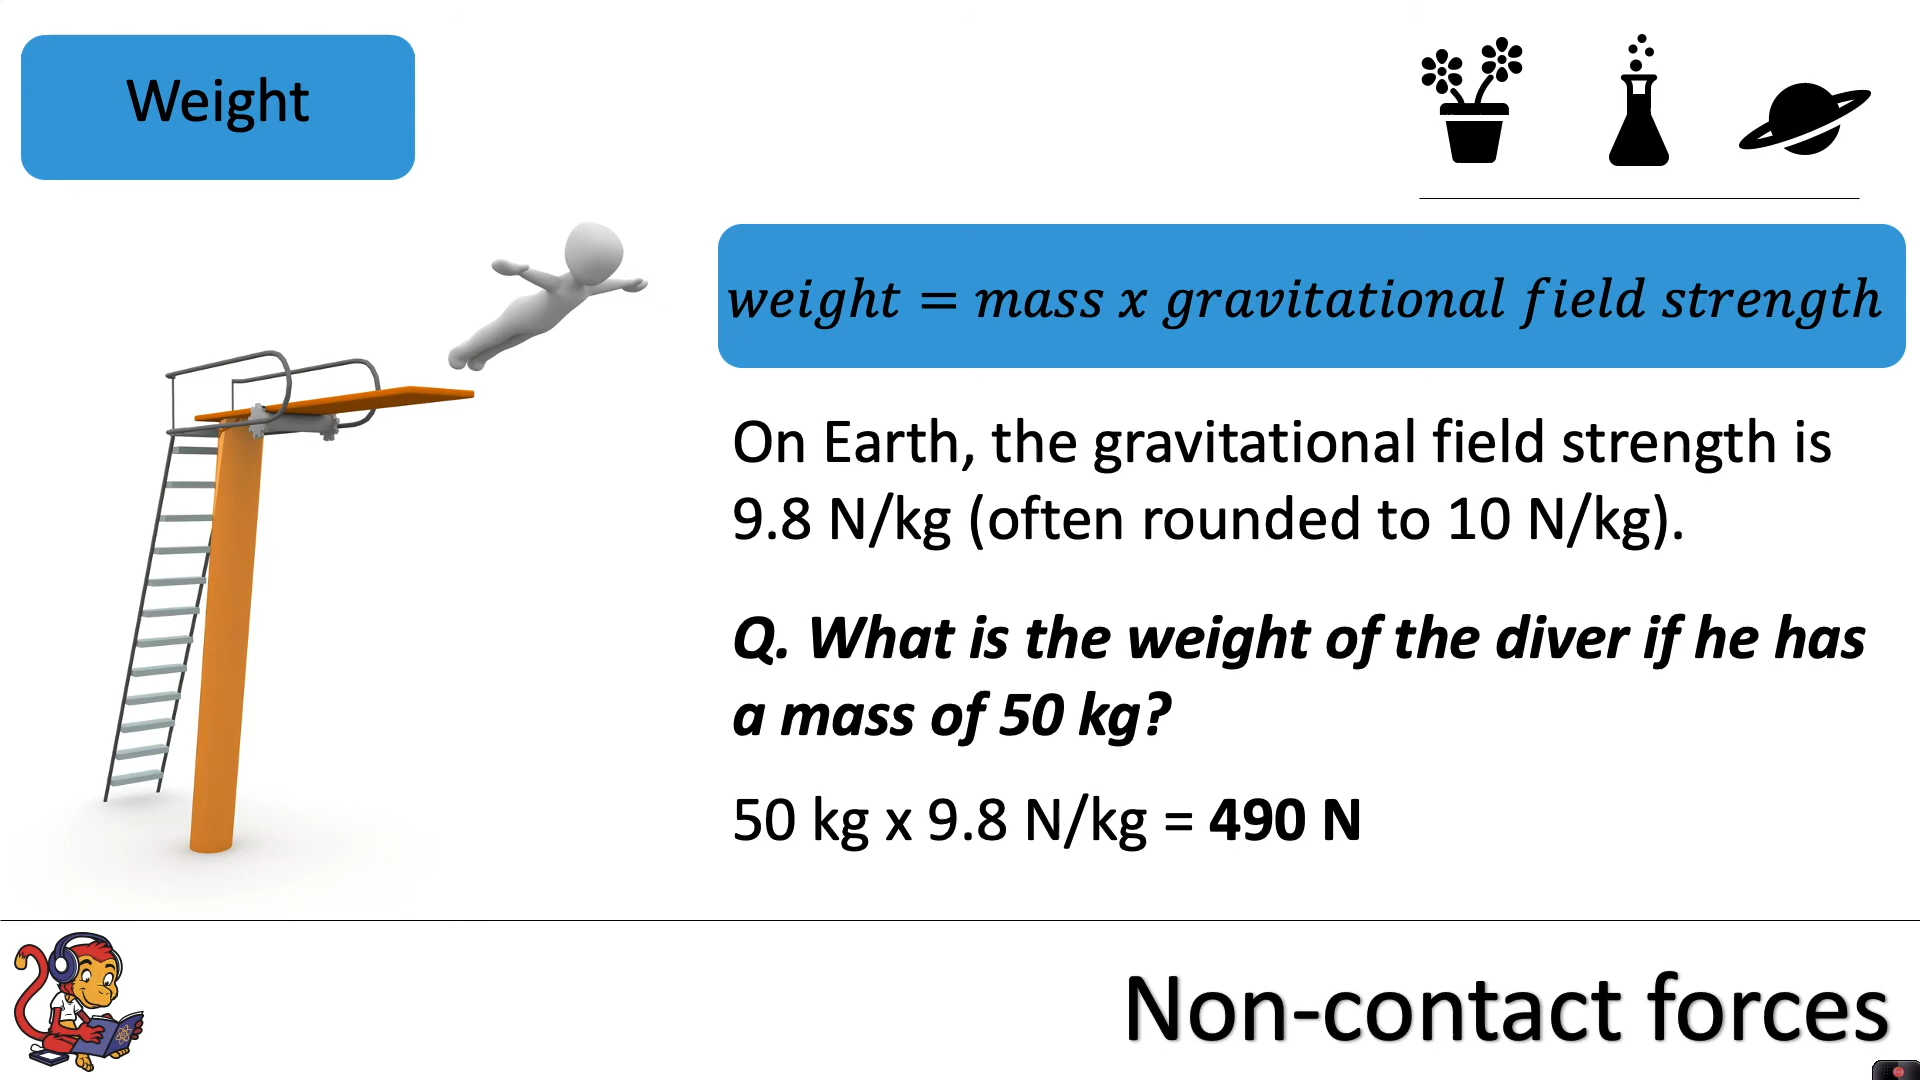 Weight
weight = mass x gravitational field strength
On Earth, the gravitational field strength is
9.8 N/kg (often rounded to 10 N/kg).
Q. What is the weight of the diver if he has
a mass of 50 kg?
50 kg x 9.8 N/kg = 490 N
Non-contact forces